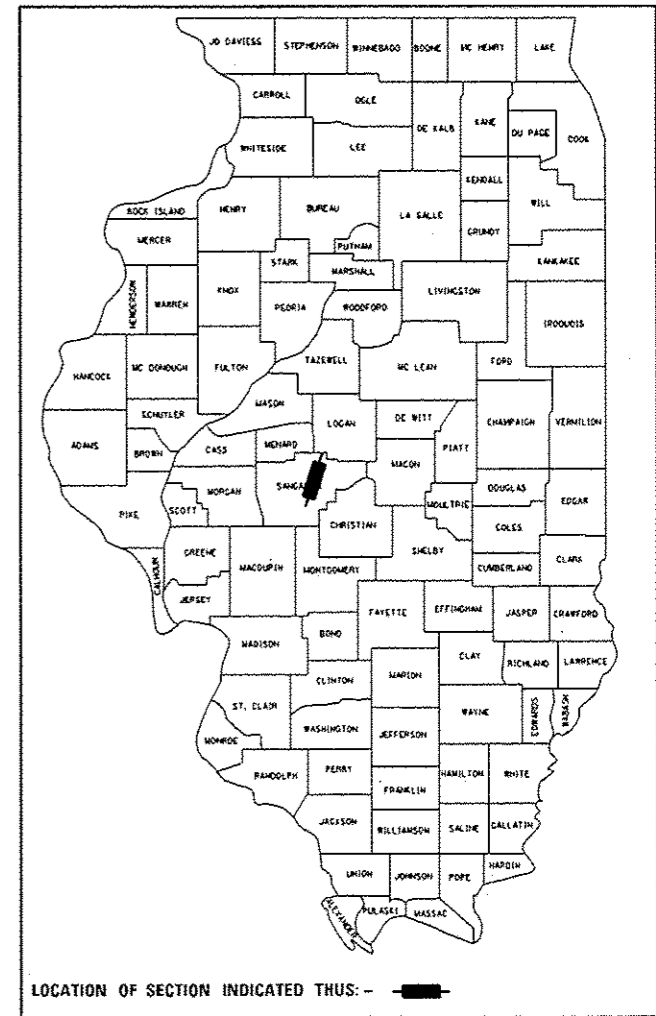 JO DAVIESS STEPHENSON WINNEBAGO BOONE MC HENRY LAKE
CARROLL OGLE DE KALB KANE DU PAGE COOK
WHITESIDE LEE
KENDALL WILL
ROCK ISLAND HENRY BUREAU LA SALLE GRUNDY
MERCER PUTNAM KANKAKEE
STARK MARSHALL
HENDERSON WARREN KNOX PEORIA WOODFORD LIVINGSTON IROQUOIS
HANCOCK MC DONOUGH FULTON TAZEWELL MC LEAN FORD
MASON
SCHUYLER LOGAN DE WITT CHAMPAIGN VERMILION
ADAMS BROWN CASS MENARD PIATT
MACON
MORGAN DOUGLAS
PIKE SCOTT CHRISTIAN MOULTRIE EDGAR
COLES
GREENE SHELBY
CALHOUN MACOUPIN MONTGOMERY CUMBERLAND CLARK
JERSEY FAYETTE EFFINGHAM JASPER CRAWFORD
BOND
MADISON CLAY
RICHLAND LAWRENCE
CLINTON MARION
ST. CLAIR WAYNE EDWARDS WABASH
WASHINGTON JEFFERSON
MONROE
RANDOLPH PERRY HAMILTON WHITE
FRANKLIN
JACKSON WILLIAMSON SALINE GALLATIN
UNION JOHNSON POPE HARDIN
ALEXANDER PULASKI MASSAC
LOCATION OF SECTION INDICATED THUS: -